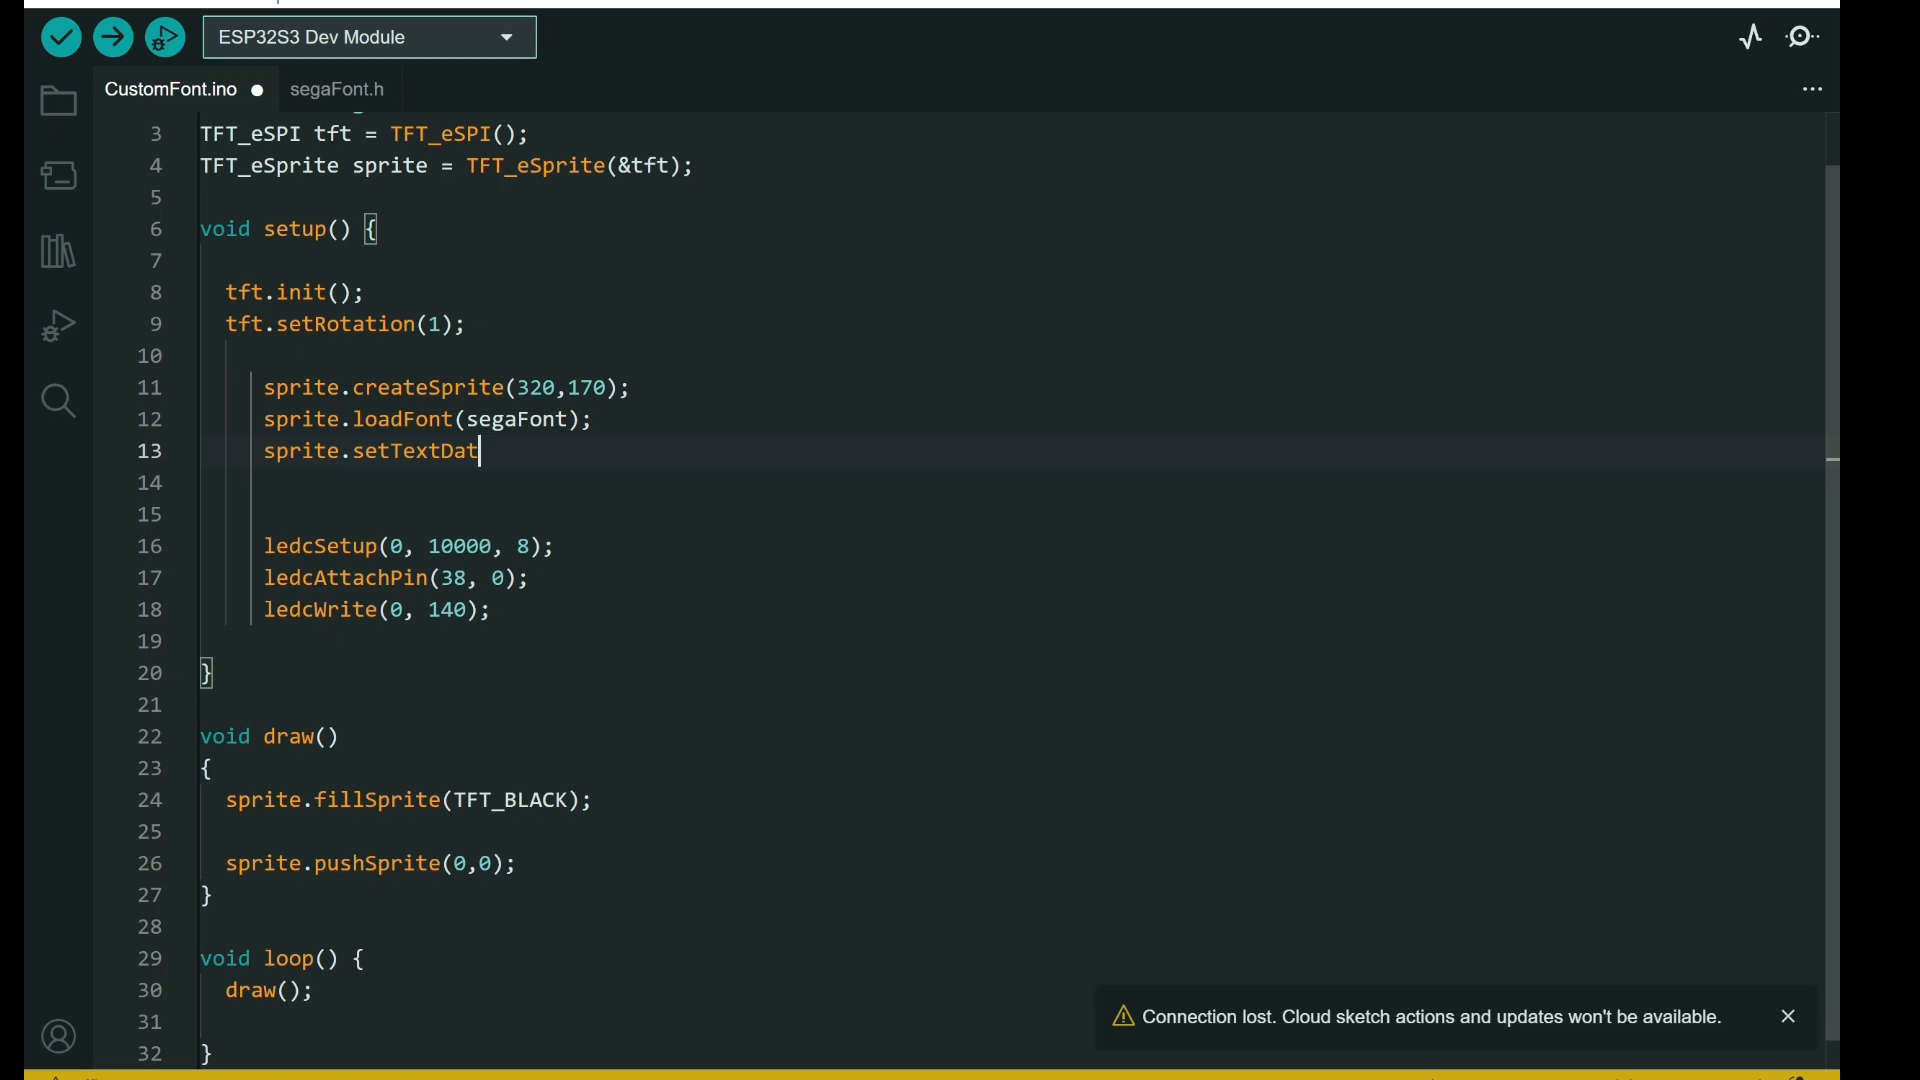 ESP32S3 Dev Module
CustomFont.ino
segaFont.h
3 TFT_eSPI tft = TFT_eSPI();
4 TFT_eSprite sprite = TFT_eSprite(&tft);
5
6 void setup() {
7
8 tft.init();
9 tft.setRotation(1);
10
11 sprite.createSprite(320,170);
12 sprite.loadFont(segaFont);
13 sprite.setTextDat
14
15
16 ledcSetup(0, 10000, 8);
17 ledcAttachPin(38, 0);
18 ledcWrite(0, 140);
19
20 }
21
22 void draw()
23 {
24 sprite.fillSprite(TFT_BLACK);
25
26 sprite.pushSprite(0,0);
27 }
28
29 void loop() {
30 draw();
31
32 }
Connection lost. Cloud sketch actions and updates won't be available.